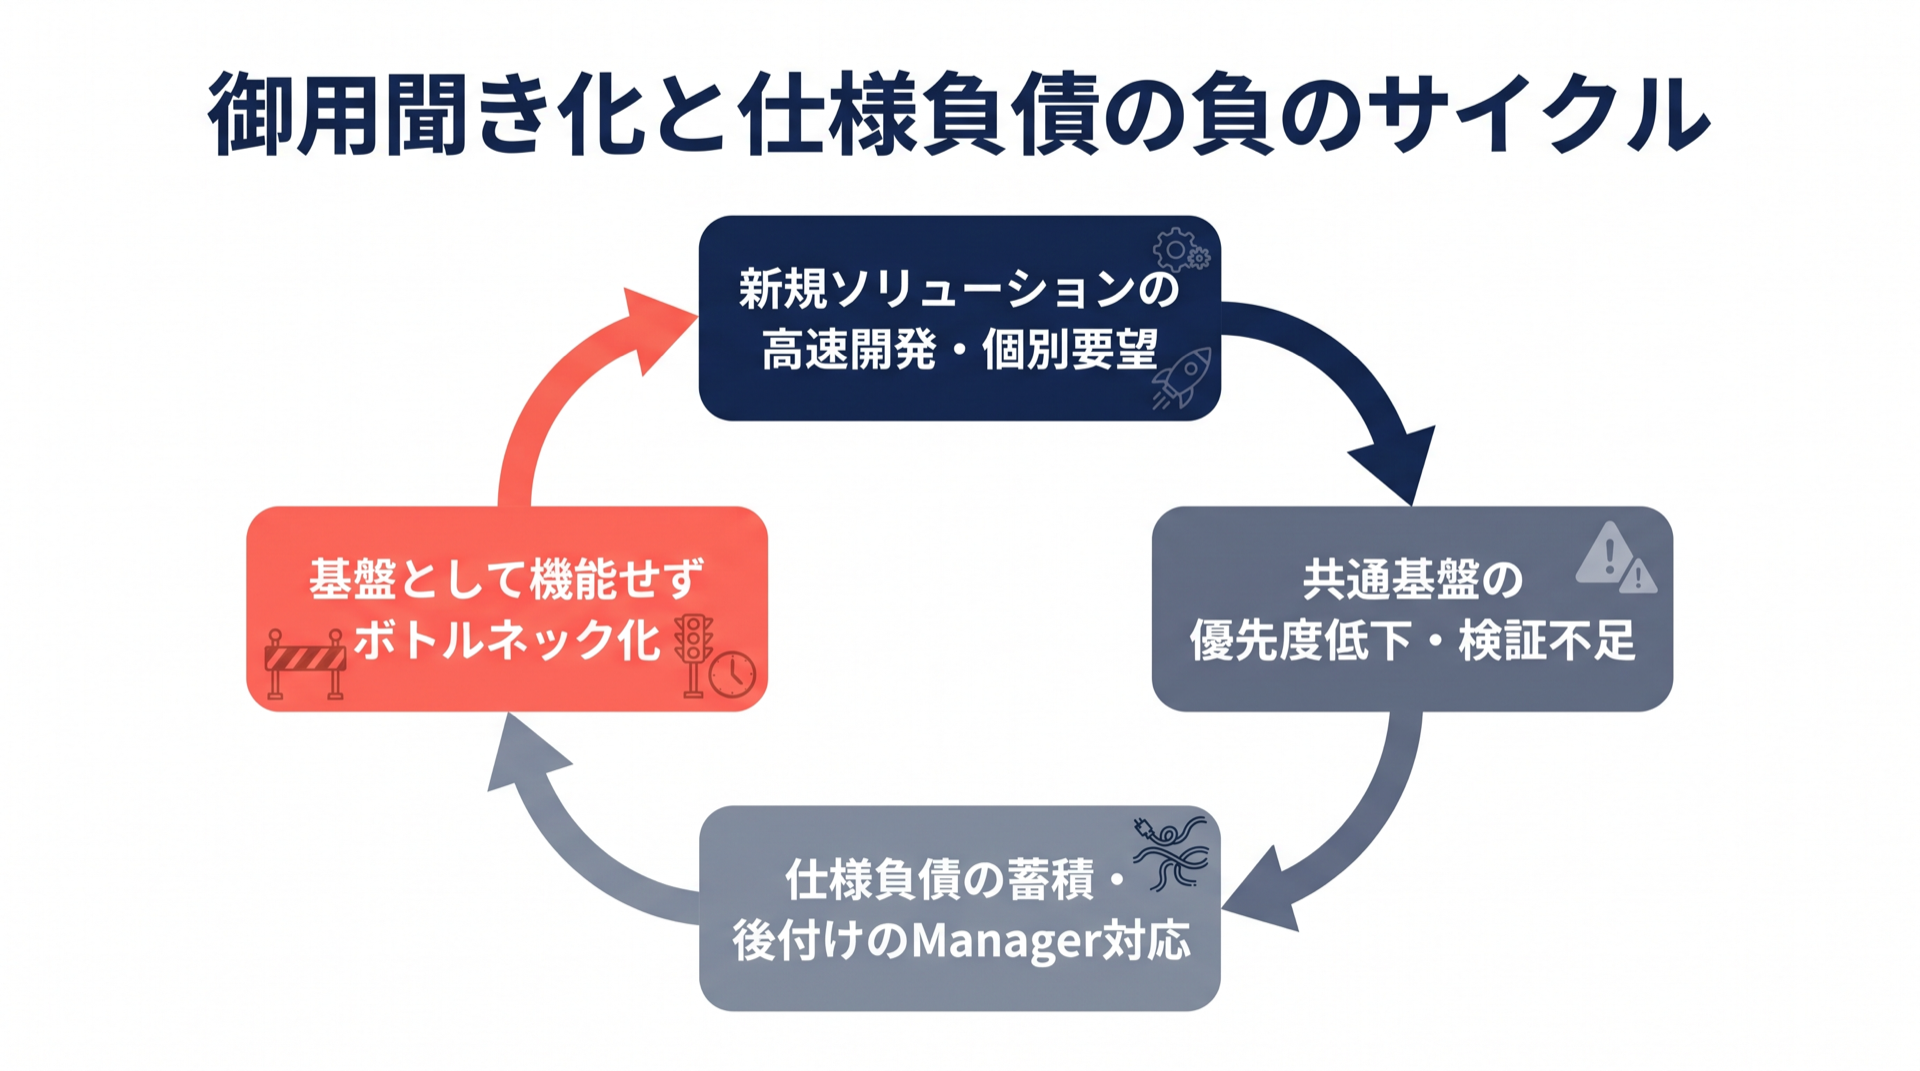 御用聞き化と仕様負債の負のサイクル
新規ソリューションの
高速開発・個別要望
共通基盤の
優先度低下・検証不足
仕様負債の蓄積・
後付けのManager対応
基盤として機能せず
ボトルネック化